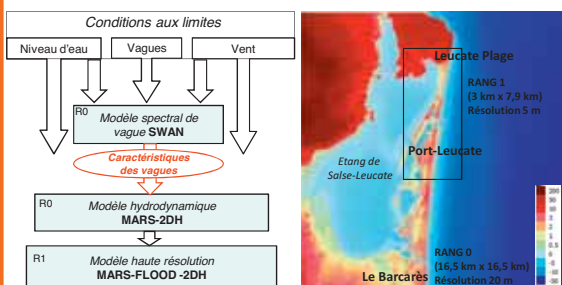 Conditions aux limites
Niveau d'eau
Vagues
Vent
R0
Modèle spectral de
vague SWAN
Caractéristiques
des vagues
R0
Modèle hydrodynamique
MARS-2DH
R1
Modèle haute résolution
MARS-FLOOD -2DH
Leucate Plage
RANG 1
(3 km x 7,9 km)
Résolution 5 m
Port-Leucate
Etang de
Salse-Leucate
RANG 0
(16,5 km x 16,5 km)
Résolution 20 m
Le Barcarès